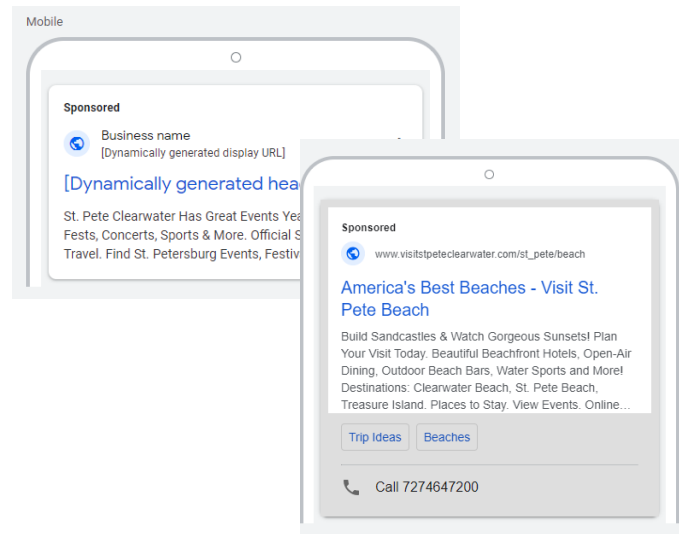 Mobile
Sponsored
Business name
[Dynamically generated display URL]
[Dynamically generated hea
St. Pete Clearwater Has Great Events Yea
Fests, Concerts, Sports & More. Official S
Travel. Find St. Petersburg Events, Festiv
Sponsored
www.visitstpeteclearwater.com/st_pete/beach
America's Best Beaches - Visit St.
Pete Beach
Build Sandcastles & Watch Gorgeous Sunsets! Plan
Your Visit Today. Beautiful Beachfront Hotels, Open-Air
Dining, Outdoor Beach Bars, Water Sports and More!
Destinations: Clearwater Beach, St. Pete Beach,
Treasure Island. Places to Stay. View Events. Online...
Trip Ideas
Beaches
Call 7274647200